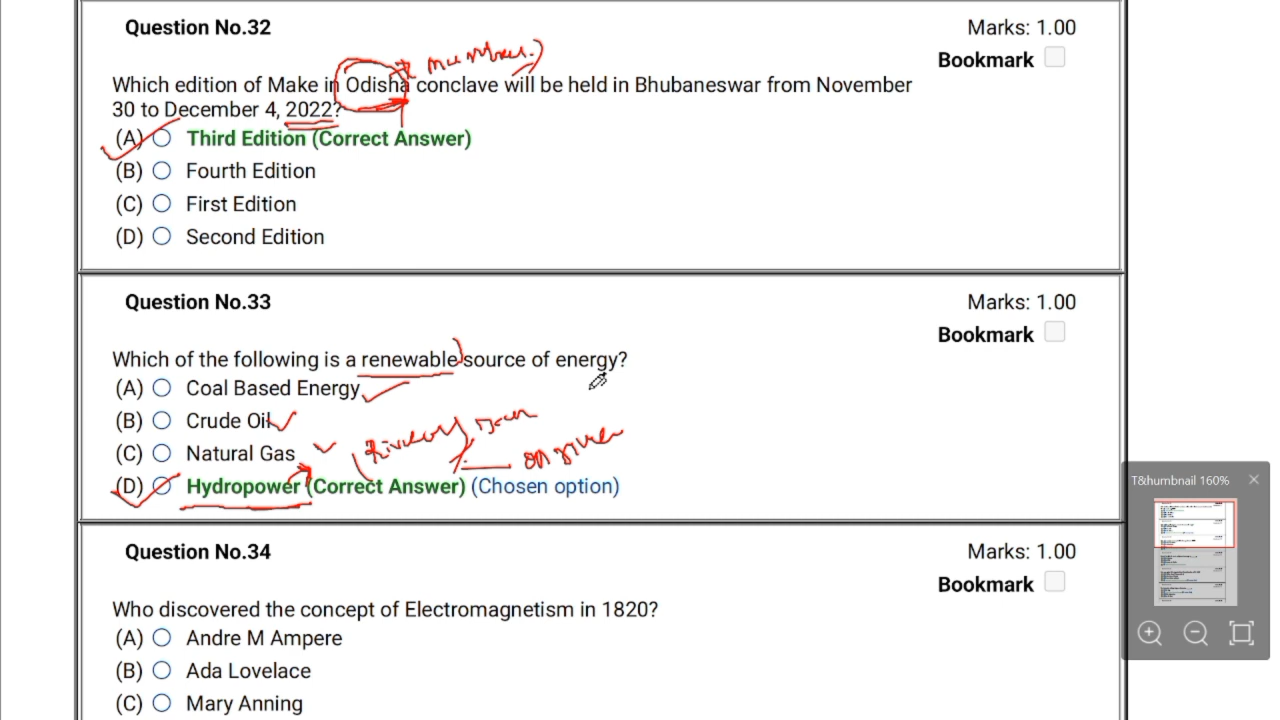 Question No.32
Marks: 1.00
Bookmark
Which edition of Make in Odisha conclave will be held in Bhubaneswar from November
30 to December 4, 2022?
(A) Third Edition (Correct Answer)
(B) Fourth Edition
(C) First Edition
(D) Second Edition
Question No.33
Marks: 1.00
Bookmark
Which of the following is a renewable source of energy?
(A) Coal Based Energy
(B) Crude Oil
(C) Natural Gas
(D) Hydropower (Correct Answer) (Chosen option)
Question No.34
Marks: 1.00
Bookmark
Who discovered the concept of Electromagnetism in 1820?
(A) Andre M Ampere
(B) Ada Lovelace
(C) Mary Anning
T&humbnail 160%